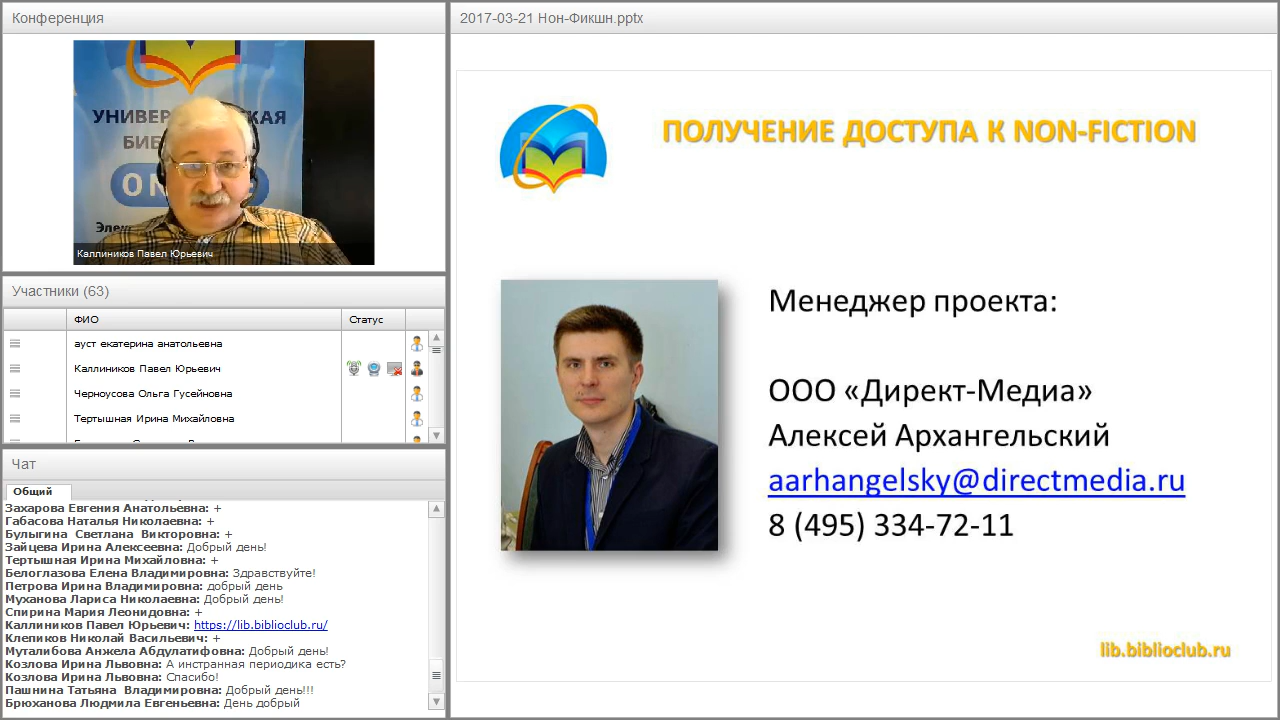 Конференция
УНИВЕР СКАЯ
БИБ
ON
Каллиников Павел Юрьевич
Участники (63)
ФИО Статус
ауст екатерина анатольевна
Каллиников Павел Юрьевич
Черноусова Ольга Гусейновна
Тертышная Ирина Михайловна
Чат
Общий
Захарова Евгения Анатольевна: +
Габасова Наталья Николаевна: +
Булыгина Светлана Викторовна: +
Зайцева Ирина Алексеевна: Добрый день!
Тертышная Ирина Михайловна: +
Белоглазова Елена Владимировна: Здравствуйте!
Петрова Ирина Владимировна: добрый день
Муханова Лариса Николаевна: Добрый день!
Спирина Мария Леонидовна: +
Каллиников Павел Юрьевич: https://lib.biblioclub.ru/
Клепиков Николай Васильевич: +
Муталибова Анжела Абдулатифовна: Добрый день!
Козлова Ирина Львовна: А инстранная периодика есть?
Козлова Ирина Львовна: Спасибо!
Пашнина Татьяна Владимировна: Добрый день!!!
Брюханова Людмила Евгеньевна: День добрый
2017-03-21 Нон-Фикшн.pptx
ПОЛУЧЕНИЕ ДОСТУПА К NON-FICTION
Менеджер проекта:
ООО «Директ-Медиа»
Алексей Архангельский
aarhangelsky@directmedia.ru
8 (495) 334-72-11
lib.biblioclub.ru